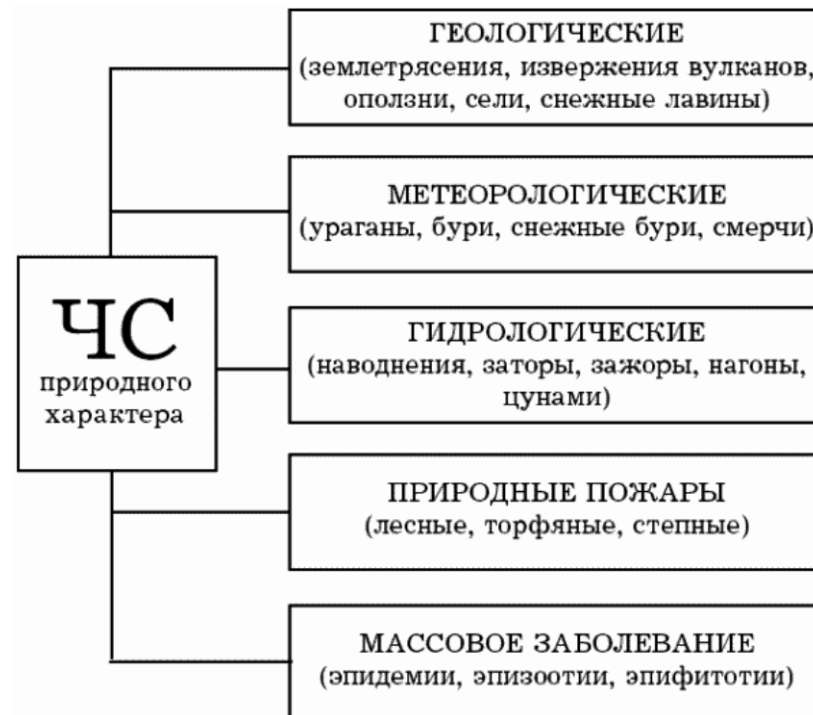 ГЕОЛОГИЧЕСКИЕ
(землетрясения, извержения вулканов,
оползни, сели, снежные лавины)
МЕТЕОРОЛОГИЧЕСКИЕ
(ураганы, бури, снежные бури, смерчи)
ЧС
природного
характера
ГИДРОЛОГИЧЕСКИЕ
(наводнения, заторы, зажоры, нагоны,
цунами)
ПРИРОДНЫЕ ПОЖАРЫ
(лесные, торфяные, степные)
МАССОВОЕ ЗАБОЛЕВАНИЕ
(эпидемии, эпизоотии, эпифитотии)